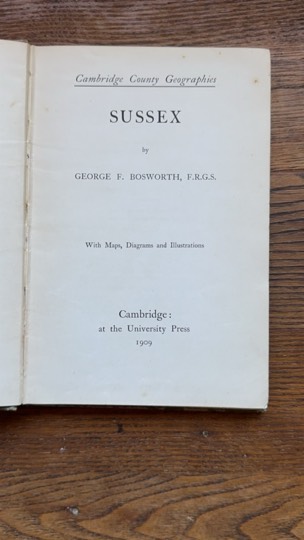 Cambridge County Geographies
SUSSEX
by
GEORGE F. BOSWORTH, F.R.G.S.
With Maps, Diagrams and Illustrations
Cambridge:
at the University Press
1909